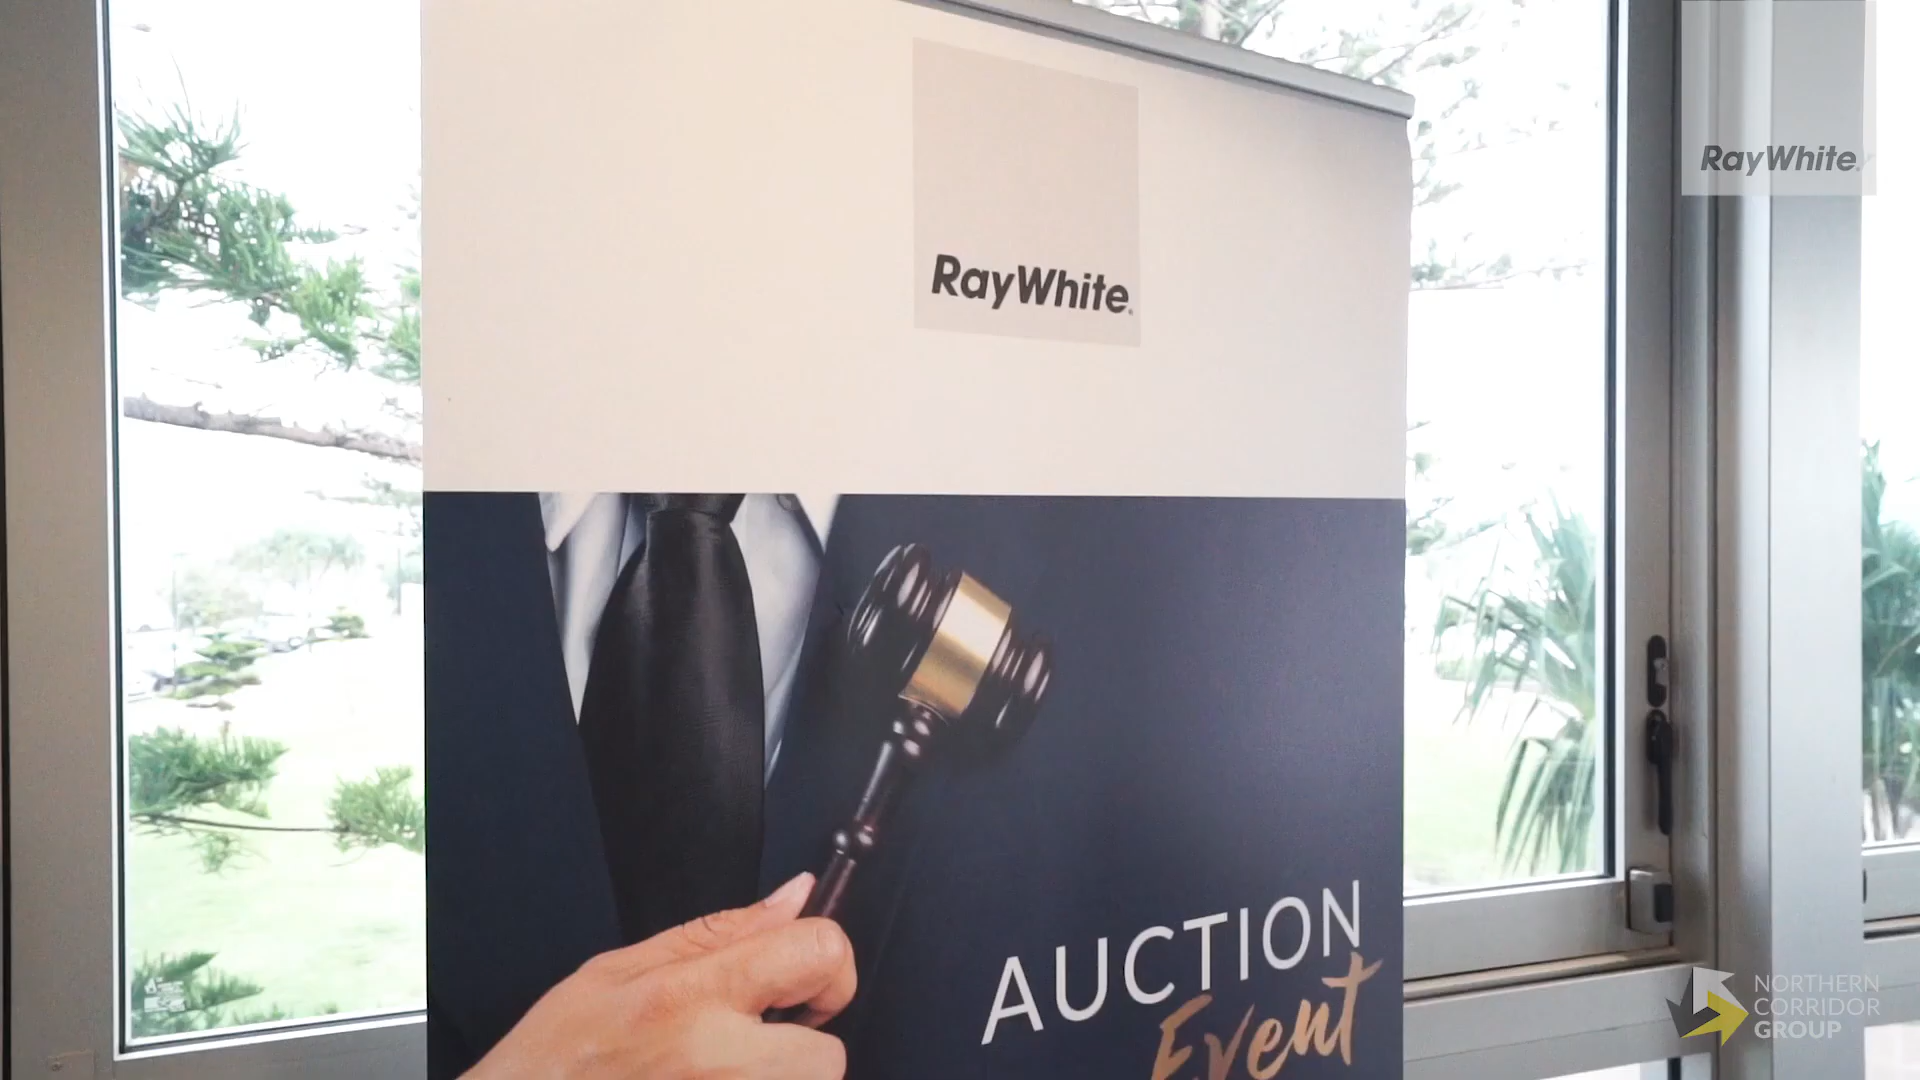 RayWhite.
RayWhite.
AUCTION
Event
NORTHERN
CORRIDOR
GROUP